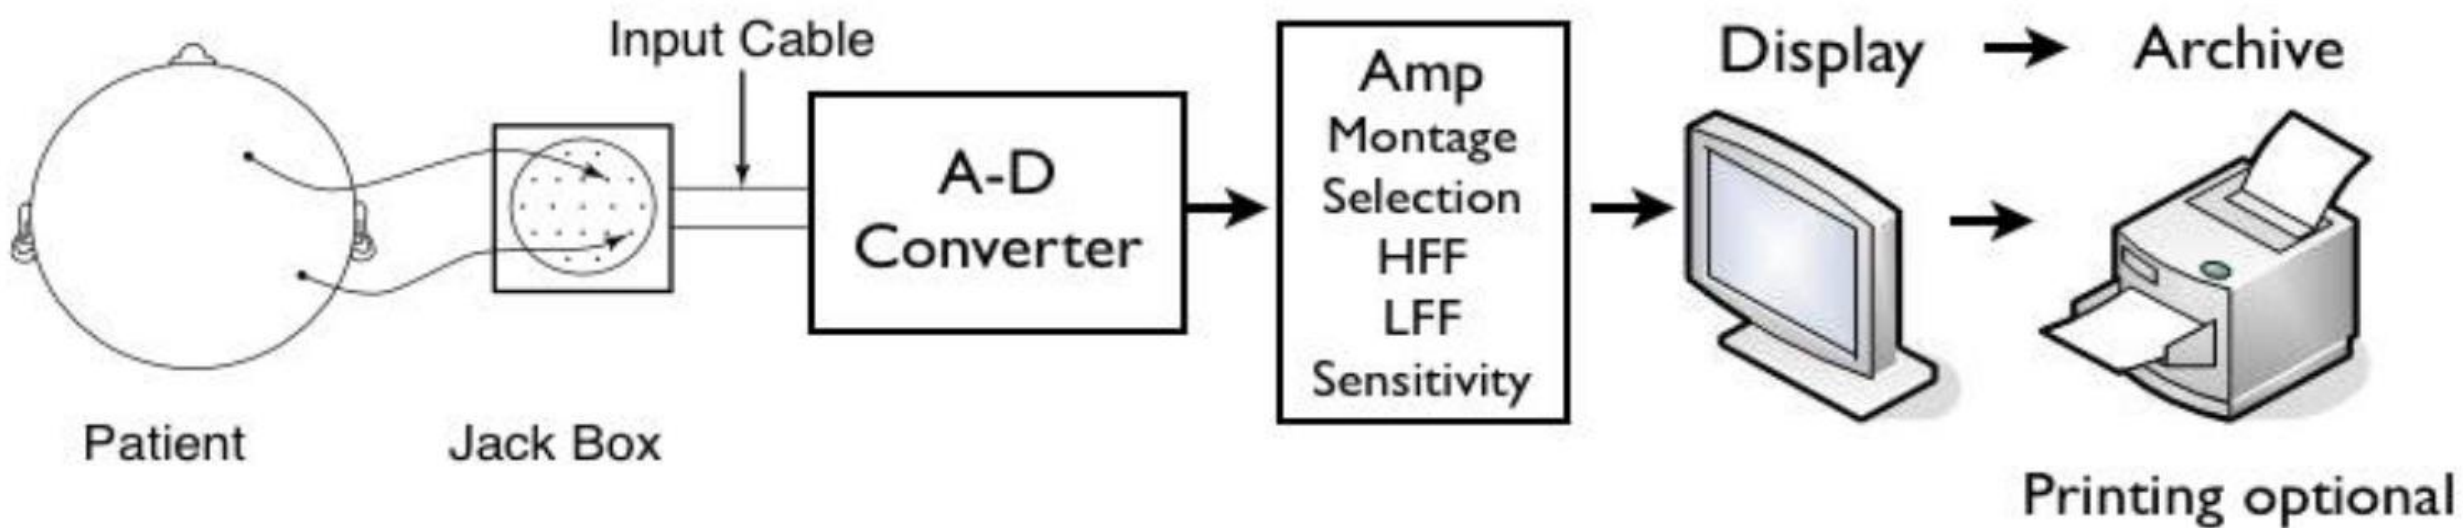 Input Cable
Display
Archive
A-D
Converter
Amp
Montage
Selection
HFF
LFF
Sensitivity
Patient
Jack Box
Printing optional